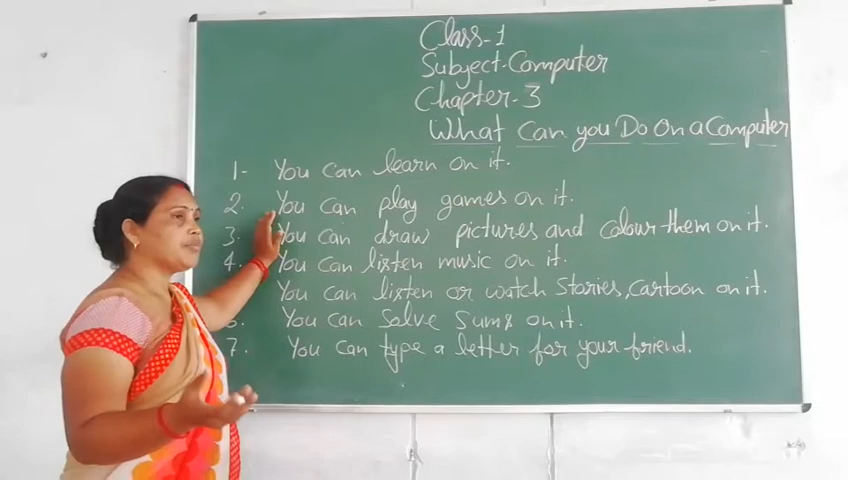 Class-1
Subject-Computer
Chapter-3
What Can you Do On a Computer
1- You can learn on it.
2. You can play games on it.
3. You can draw pictures and colour them on it.
4. You can listen music on it.
You can listen or watch Stories, Cartoon on it.
6. You can Solve Sums on it.
7. You can type a letter for your friend.